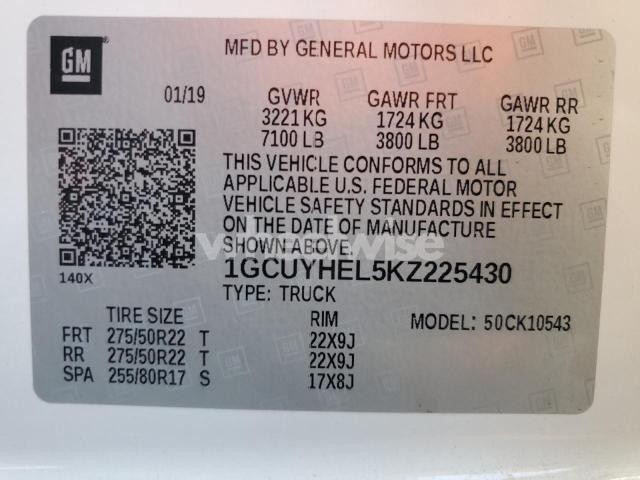 GM
MFD BY GENERAL MOTORS LLC
01/19 GVWR GAWR FRT GAWR RR
3221 KG 1724 KG 1724 KG
7100 LB 3800 LB 3800 LB
THIS VEHICLE CONFORMS TO ALL
APPLICABLE U.S. FEDERAL MOTOR
VEHICLE SAFETY STANDARDS IN EFFECT
ON THE DATE OF MANUFACTURE
SHOWN ABOVE.
1GCUYHEL5KZ225430
140X
TYPE: TRUCK
TIRE SIZE RIM MODEL: 50CK10543
FRT 275/50R22 T 22X9J
RR 275/50R22 T 22X9J
SPA 255/80R17 S 17X8J